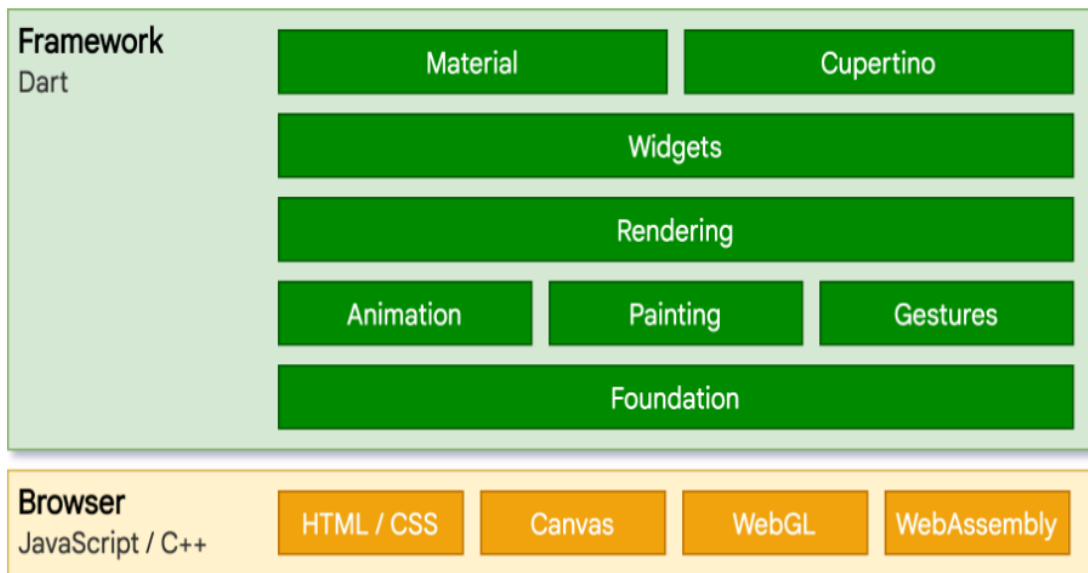 Framework
Dart
Material
Cupertino
Widgets
Rendering
Animation
Painting
Gestures
Foundation
Browser
JavaScript / C++
HTML / CSS
Canvas
WebGL
WebAssembly